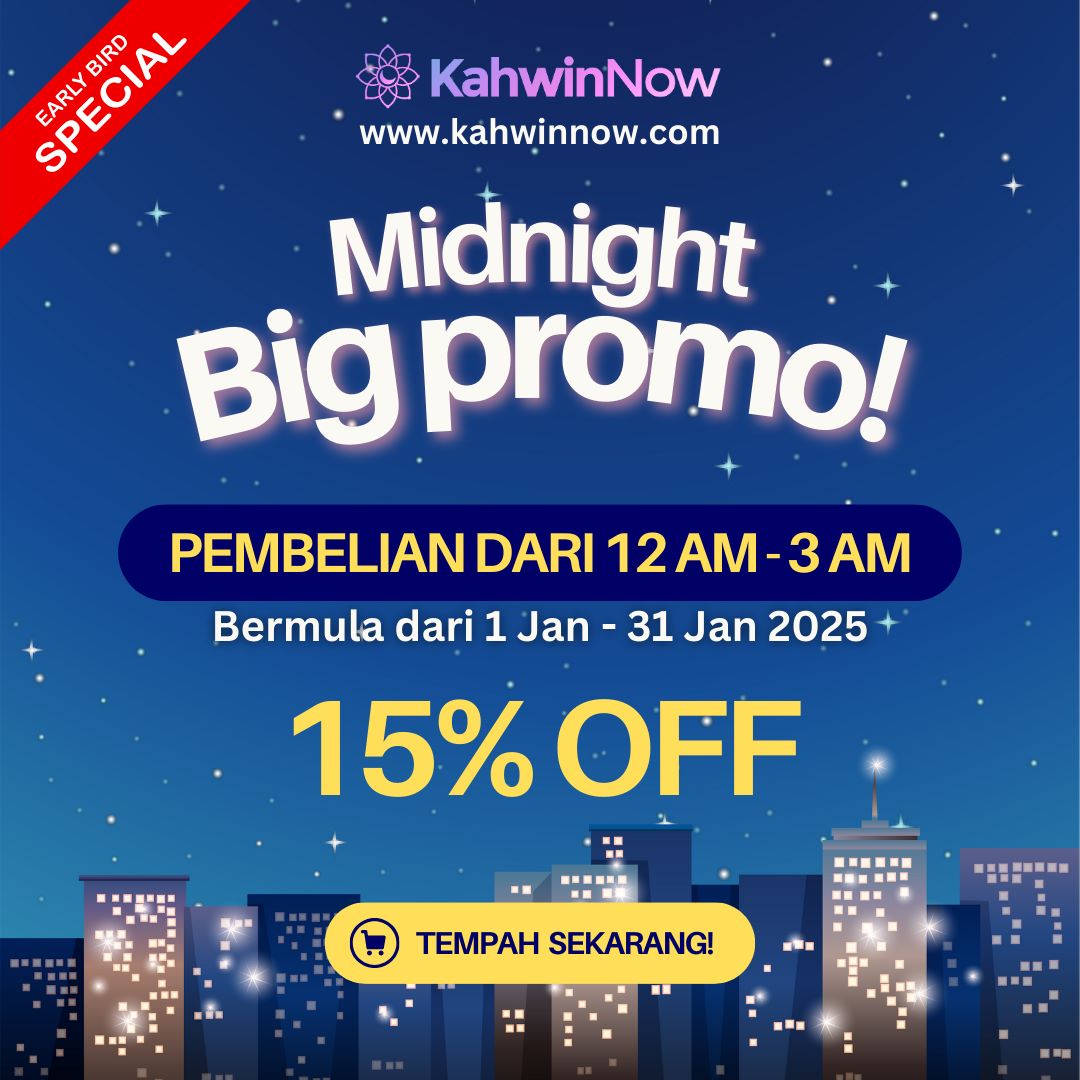 EARLY BIRD
SPECIAL
KahwinNow
www.kahwinnow.com
Midnight
Big promo!
PEMBELIAN DARI 12 AM - 3 AM
Bermula dari 1 Jan - 31 Jan 2025
15% OFF
TEMPAH SEKARANG!